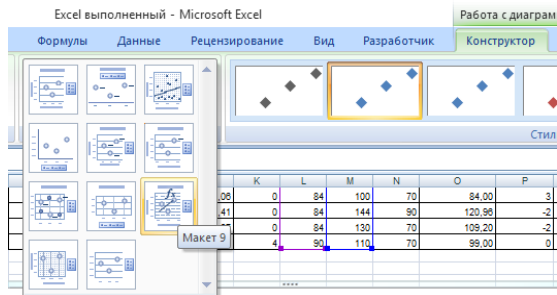 Excel выполненный - Microsoft Excel
Работа с диаграм
Формулы Данные Рецензирование Вид Разработчик Конструктор
fx
Стил
Макет 9
K L M N O P
,06 0 84 100 70 84,00 3
,41 0 84 144 90 120,96 -2
0 84 130 70 109,20 -2
4 90 110 70 99,00 0